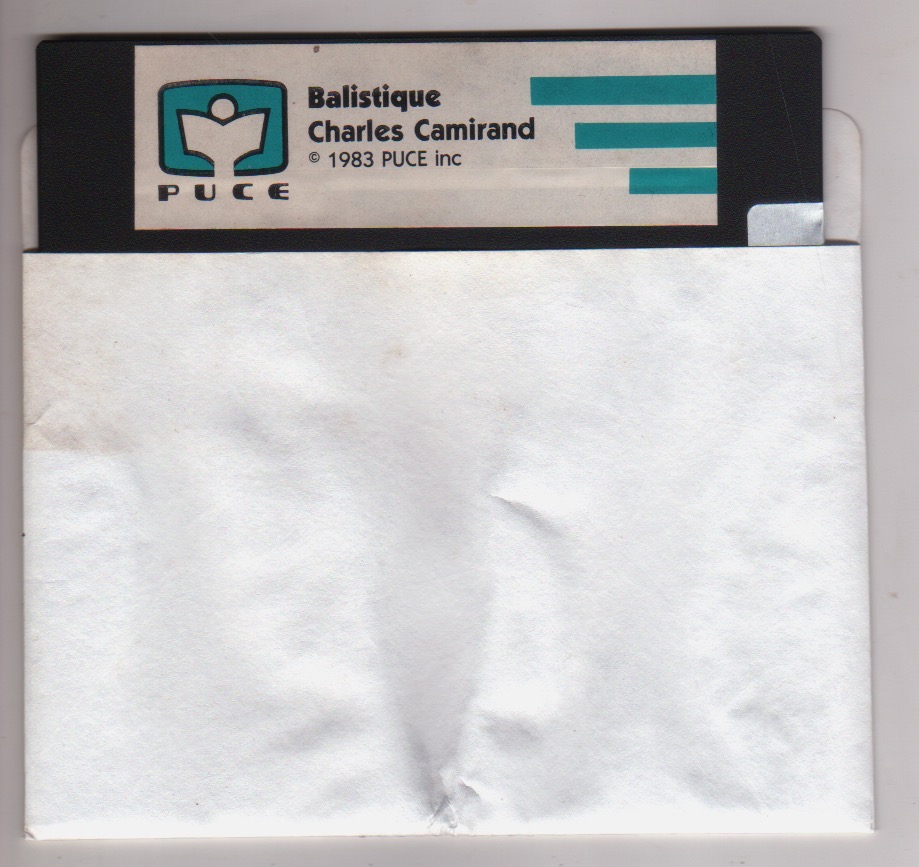 Balistique
Charles Camirand
© 1983 PUCE inc
PUCE